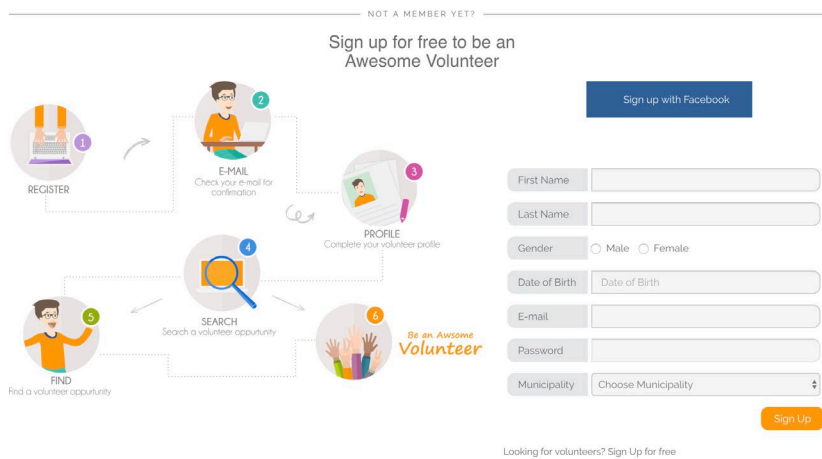 NOT A MEMBER YET?
Sign up for free to be an
Awesome Volunteer
1
REGISTER
2
E-MAIL
Check your e-mail for
confirmation
3
PROFILE
Complete your volunteer profile
4
SEARCH
Search a volunteer oppurtunity
5
FIND
Find a volunteer oppurtunity
6
Be an Awsome
Volunteer
Sign up with Facebook
First Name
Last Name
Gender Male Female
Date of Birth Date of Birth
E-mail
Password
Municipality Choose Municipality
Sign Up
Looking for volunteers? Sign Up for free